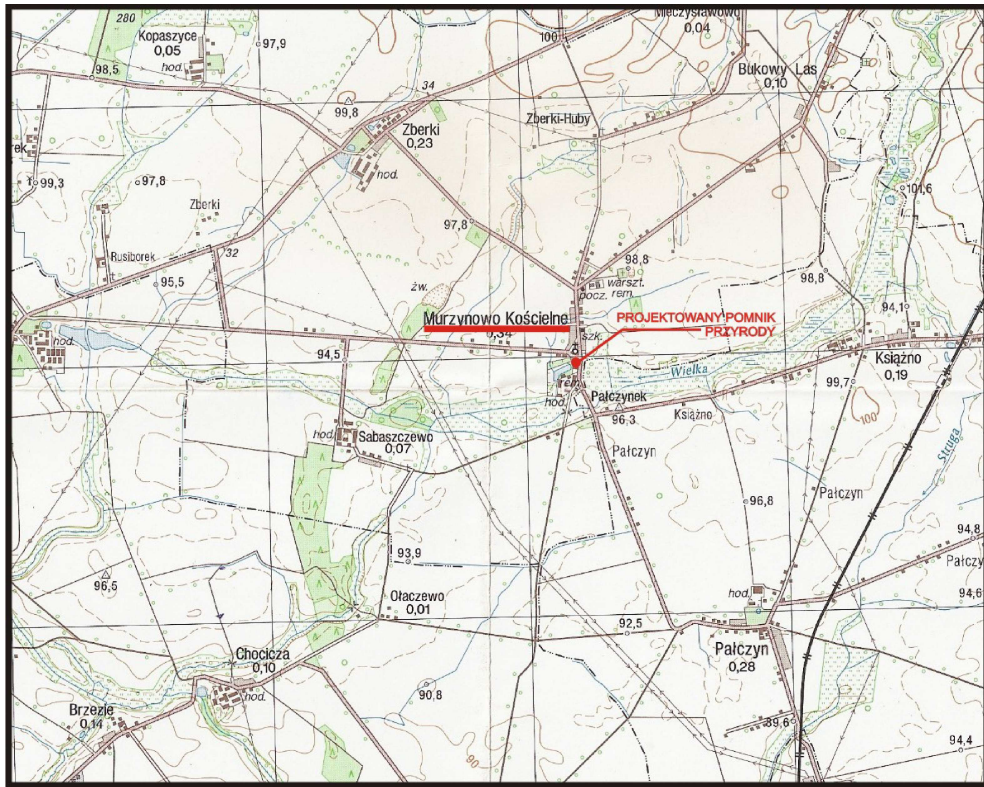 280
Kopaszyce
0,05
hod.
97,9
98,5
100
Mieczysławowo
0,04
Bukowy Las
0,10
34
99,8
Zberki
0,23
hod.
Zberki-Huby
99,3
97,8
Zberki
101,6
97,8
Rusiborek
32
95,5
98,8
warszt.
pocz. rem.
98,8
żw.
Murzynowo Kościelne
0,34
szk.
PROJEKTOWANY POMNIK
PRZYRODY
94,1
hod.
94,5
Książno
0,19
Wielka
rem.
hod.
Pałczynek
99,7
Książno
96,3
100
hod.
Sabaszczewo
0,07
Pałczyn
Struga
96,8
Pałczyn
93,9
94,8
Pałczyn
96,5
Ołaczewo
0,01
hod.
94,6
92,5
Pałczyn
0,28
Chocicza
0,10
hod.
90,8
Brzezie
0,14
89,6
90
94,4